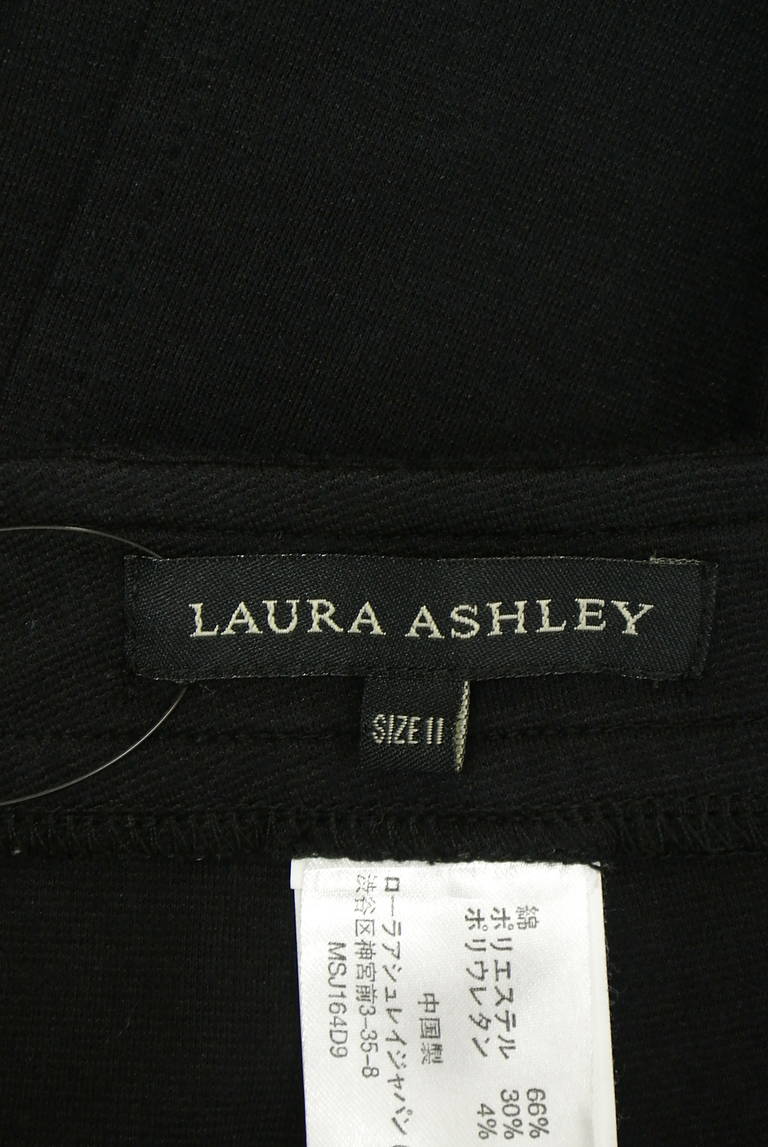 LAURA ASHLEY
SIZE 11
綿 66%
ポリエステル 30%
ポリウレタン 4%
中国製
ローラアシュレイジャパン(
渋谷区神宮前3-35-8
MSJ164D9